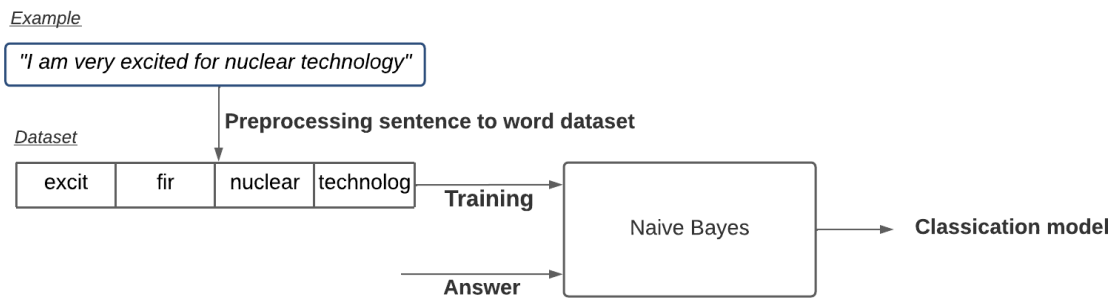 Example
"I am very excited for nuclear technology"
Preprocessing sentence to word dataset
Dataset
excit fir nuclear technolog
Training
Naive Bayes
Classication model
Answer